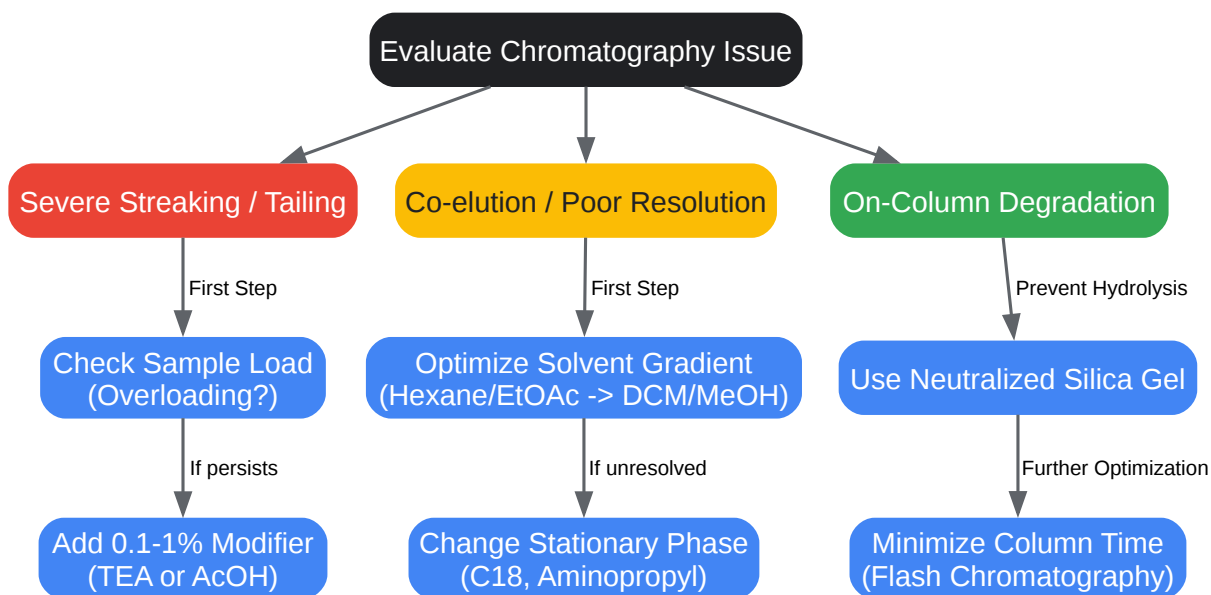 Evaluate Chromatography Issue
Severe Streaking / Tailing
Co-elution / Poor Resolution
On-Column Degradation
First Step
First Step
Prevent Hydrolysis
Check Sample Load
(Overloading?)
Optimize Solvent Gradient
(Hexane/EtOAc -> DCM/MeOH)
Use Neutralized Silica Gel
If persists
If unresolved
Further Optimization
Add 0.1-1% Modifier
(TEA or AcOH)
Change Stationary Phase
(C18, Aminopropyl)
Minimize Column Time
(Flash Chromatography)